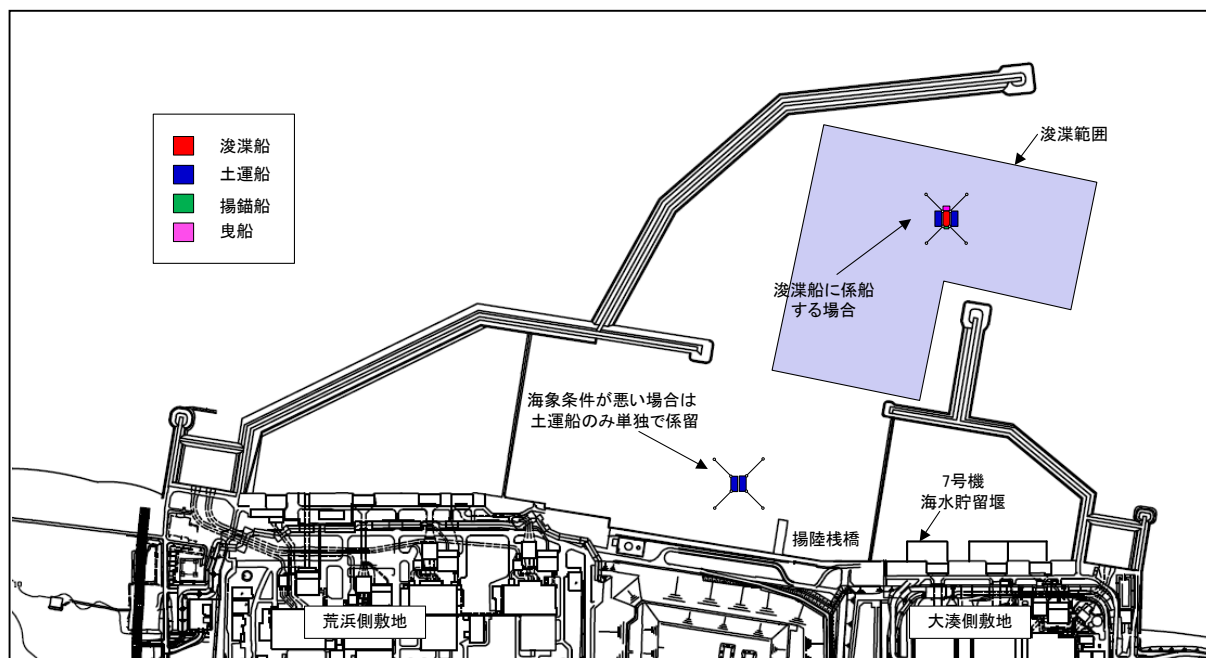 浚渫船
土運船
揚錨船
曳船
浚渫範囲
浚渫船に係船
する場合
海象条件が悪い場合は
土運船のみ単独で係留
7号機
海水貯留堰
揚陸桟橋
荒浜側敷地
大湊側敷地